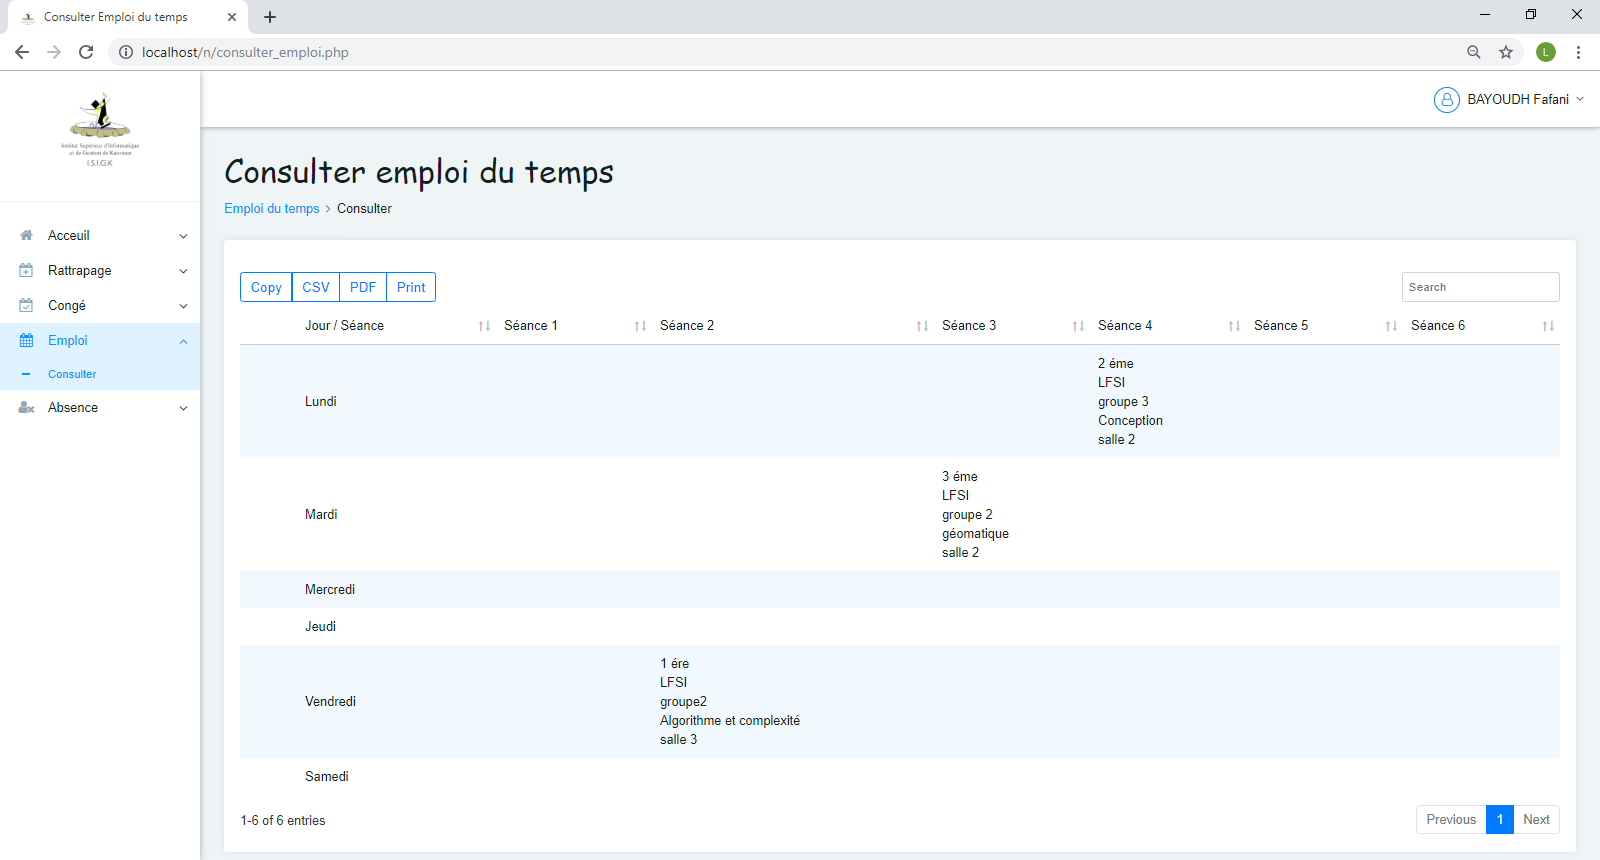 Consulter Emploi du temps
localhost/n/consulter_emploi.php
L
Institut Supérieur d'Informatique
et de Gestion de Kairouan
I.S.I.G.K
BAYOUDH Fafani
Acceuil
Rattrapage
Congé
Emploi
Consulter
Absence
Consulter emploi du temps
Emploi du temps > Consulter
Copy CSV PDF Print
Search
Jour / Séance Séance 1 Séance 2 Séance 3 Séance 4 Séance 5 Séance 6
Lundi
2 éme
LFSI
groupe 3
Conception
salle 2
Mardi
3 éme
LFSI
groupe 2
géomatique
salle 2
Mercredi
Jeudi
Vendredi
1 ére
LFSI
groupe2
Algorithme et complexité
salle 3
Samedi
1-6 of 6 entries
Previous 1 Next